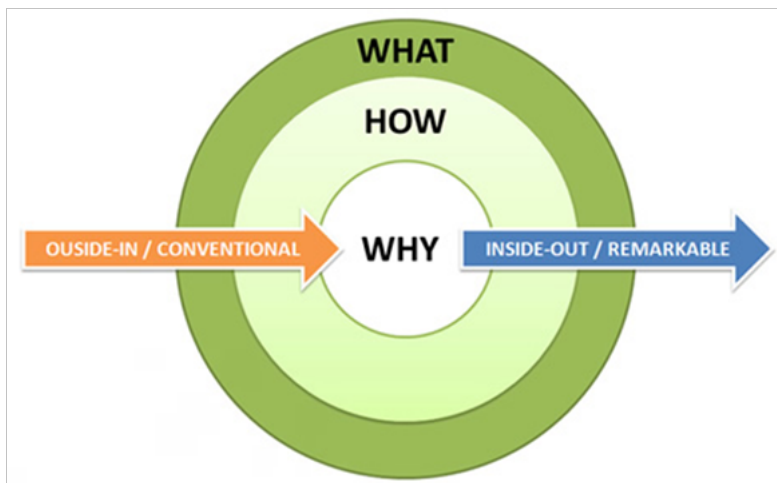 WHAT
HOW
OUSIDE-IN / CONVENTIONAL
WHY
INSIDE-OUT / REMARKABLE